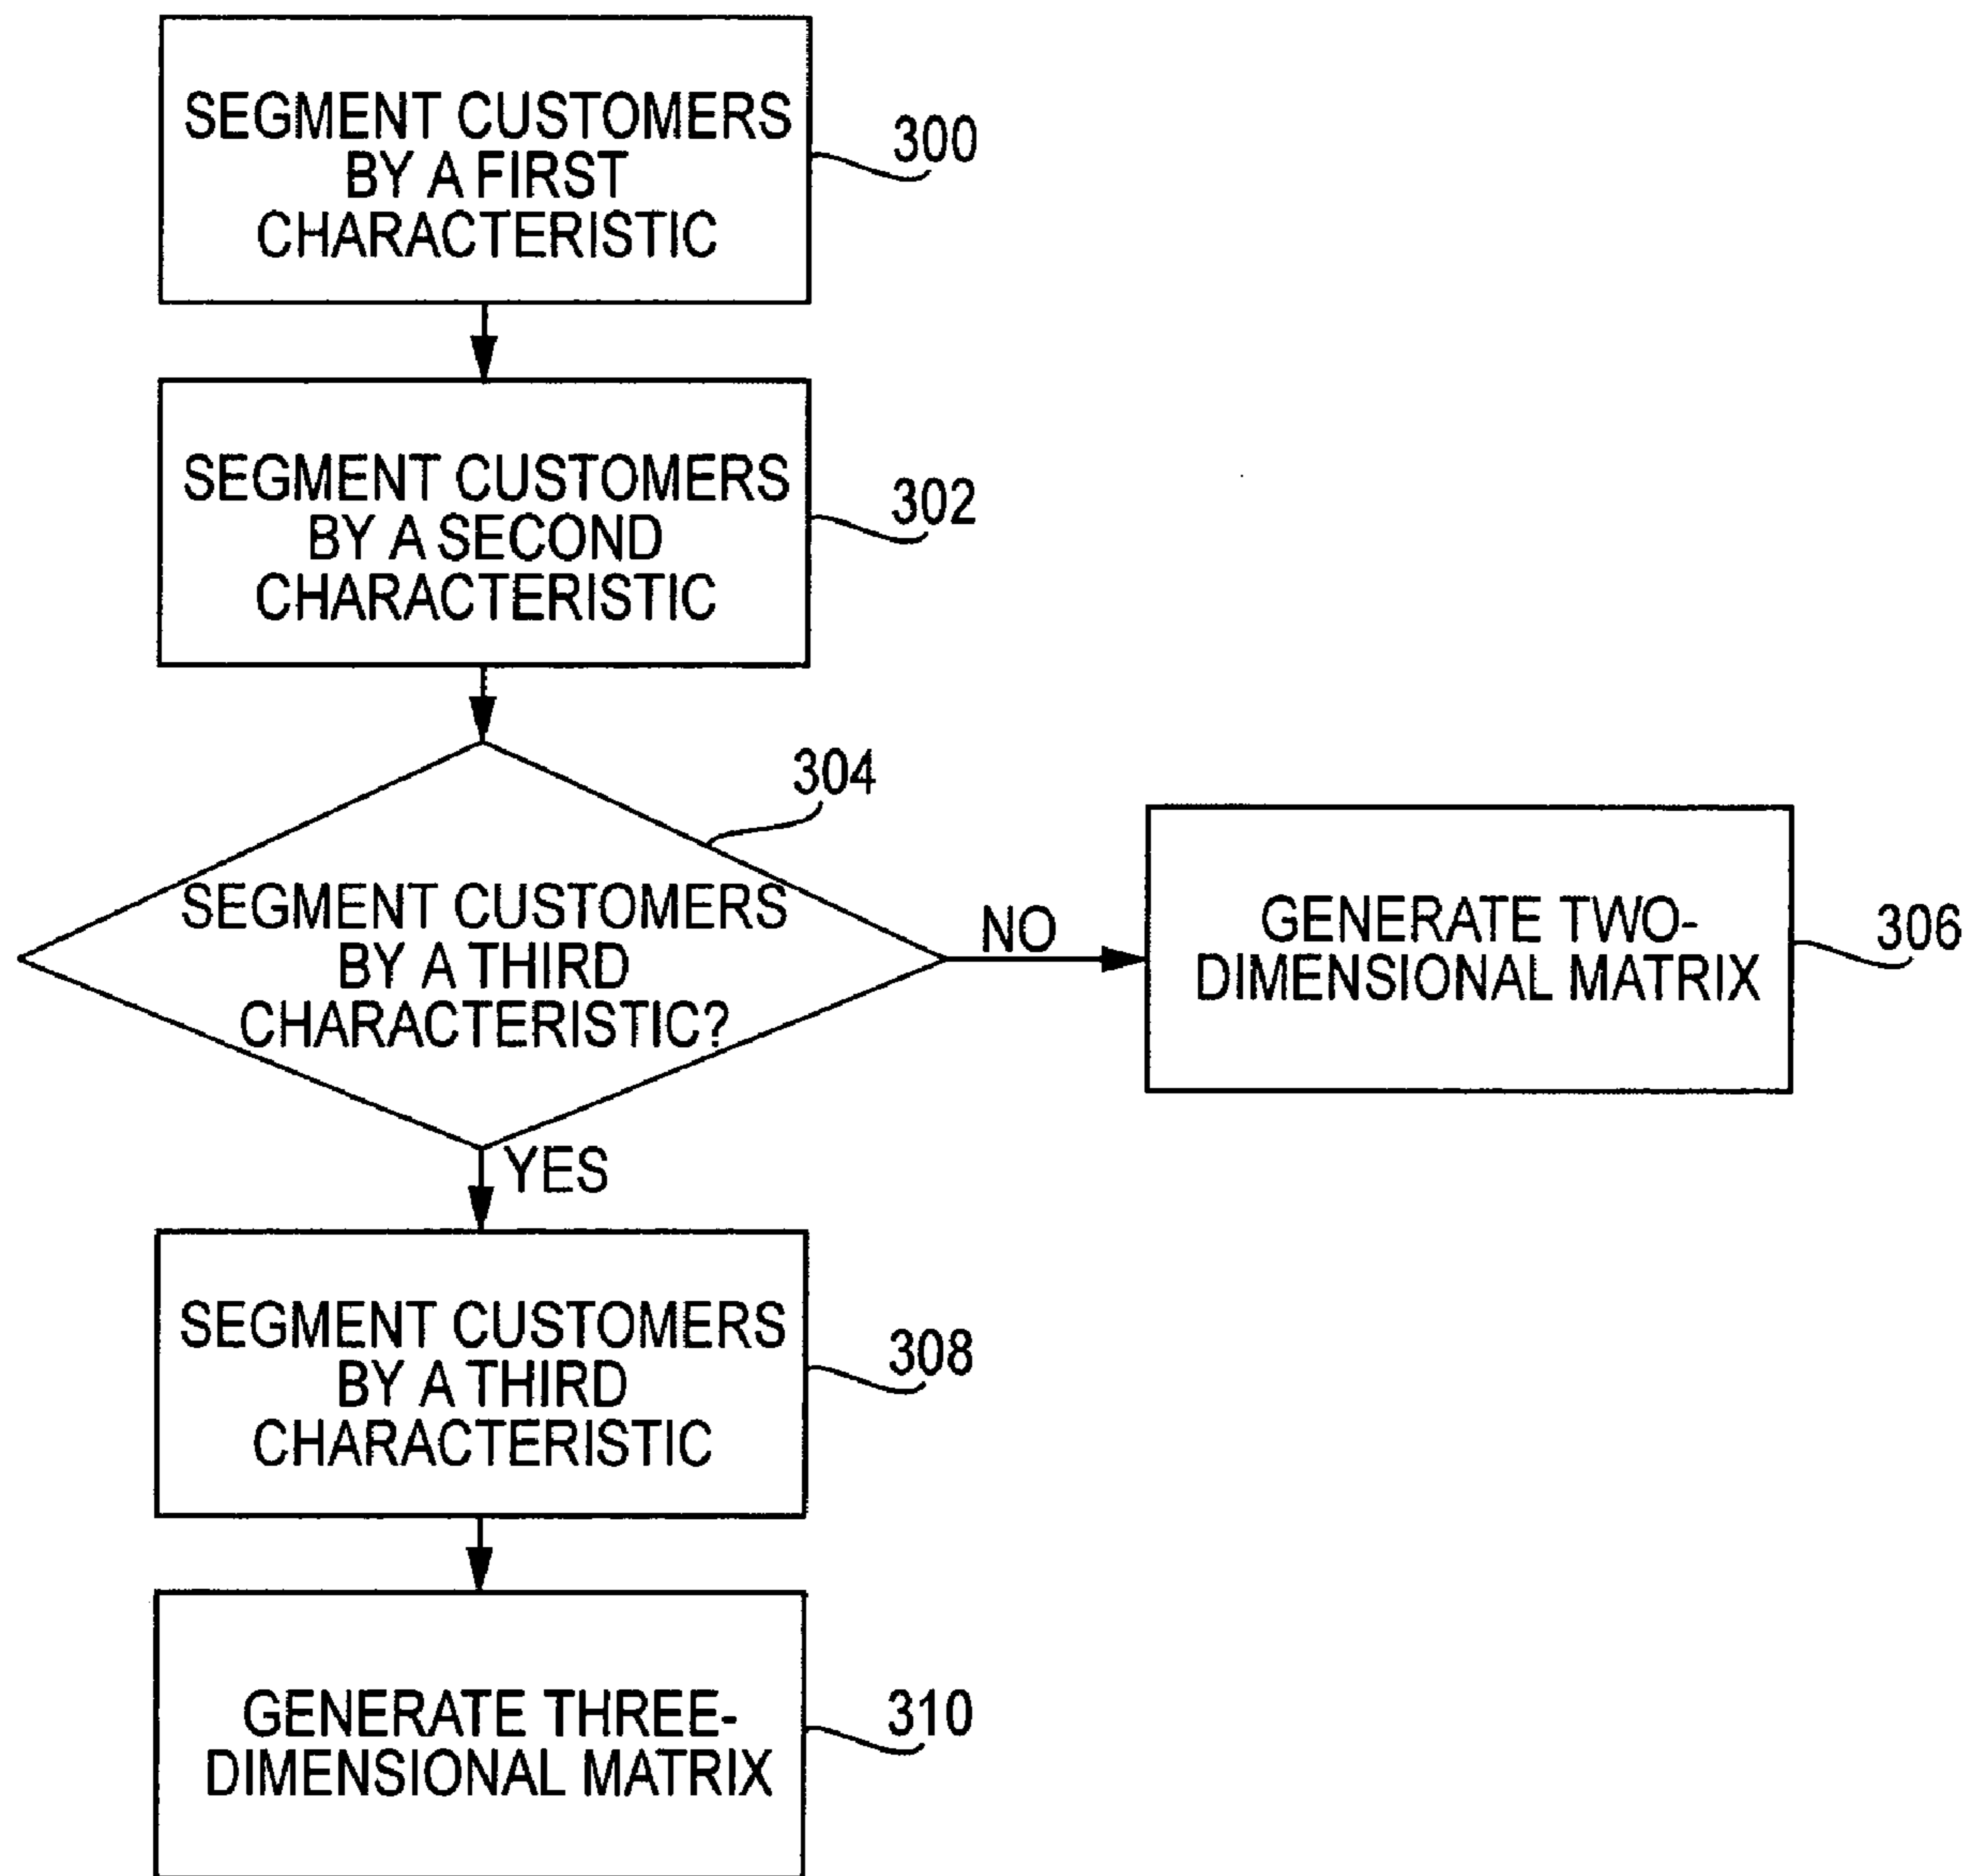 SEGMENT CUSTOMERS
BY A FIRST
CHARACTERISTIC
300
SEGMENT CUSTOMERS
BY A SECOND
CHARACTERISTIC
302
304
SEGMENT CUSTOMERS
BY A THIRD
CHARACTERISTIC?
NO
GENERATE TWO-
DIMENSIONAL MATRIX
306
YES
SEGMENT CUSTOMERS
BY A THIRD
CHARACTERISTIC
308
GENERATE THREE-
DIMENSIONAL MATRIX
310